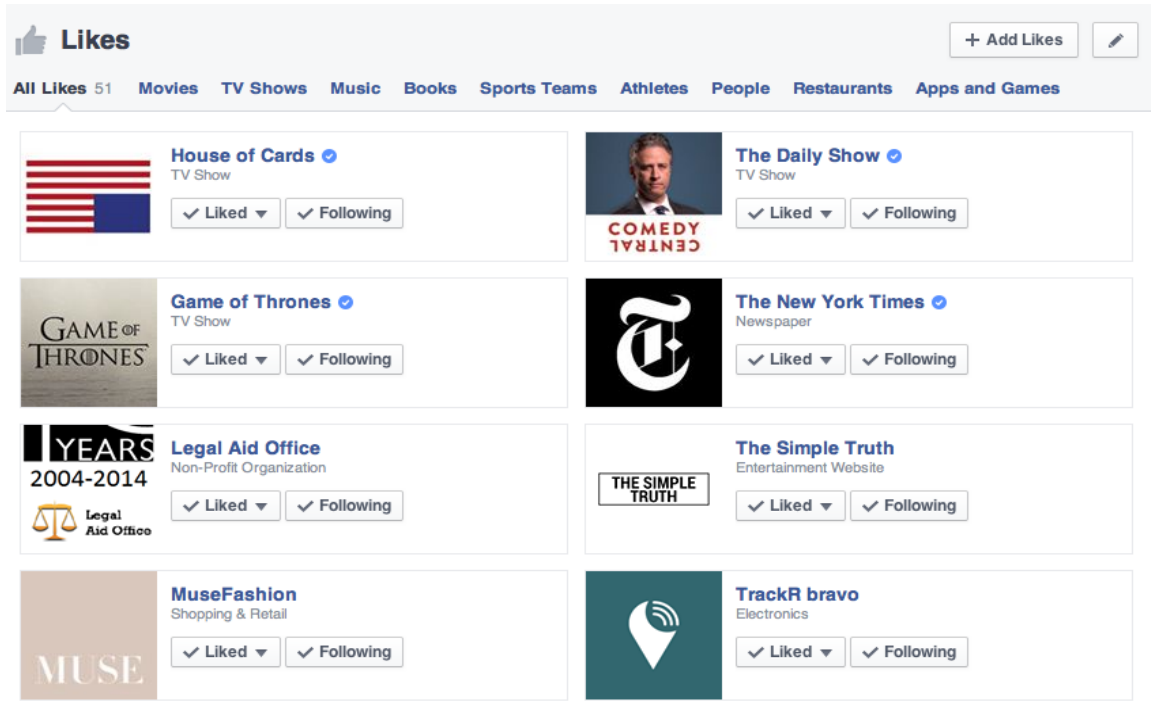 Likes
+ Add Likes
All Likes 51 Movies TV Shows Music Books Sports Teams Athletes People Restaurants Apps and Games
House of Cards
TV Show
Liked Following
COMEDY
CENTRAL
The Daily Show
TV Show
Liked Following
GAME OF
THRONES
Game of Thrones
TV Show
Liked Following
T
The New York Times
Newspaper
Liked Following
YEARS
2004-2014
Legal
Aid Office
Legal Aid Office
Non-Profit Organization
Liked Following
THE SIMPLE
TRUTH
The Simple Truth
Entertainment Website
Liked Following
MUSE
MuseFashion
Shopping & Retail
Liked Following
TrackR bravo
Electronics
Liked Following